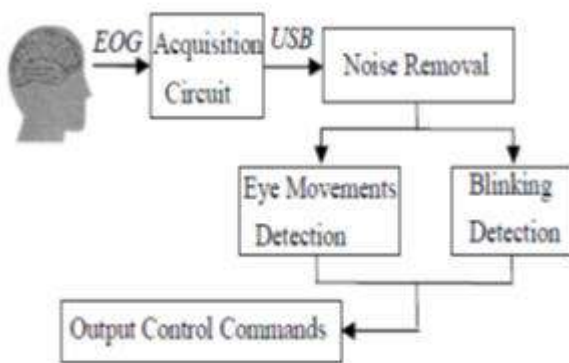 EOG
Acquisition
Circuit
USB
Noise Removal
Eye Movements
Detection
Blinking
Detection
Output Control Commands